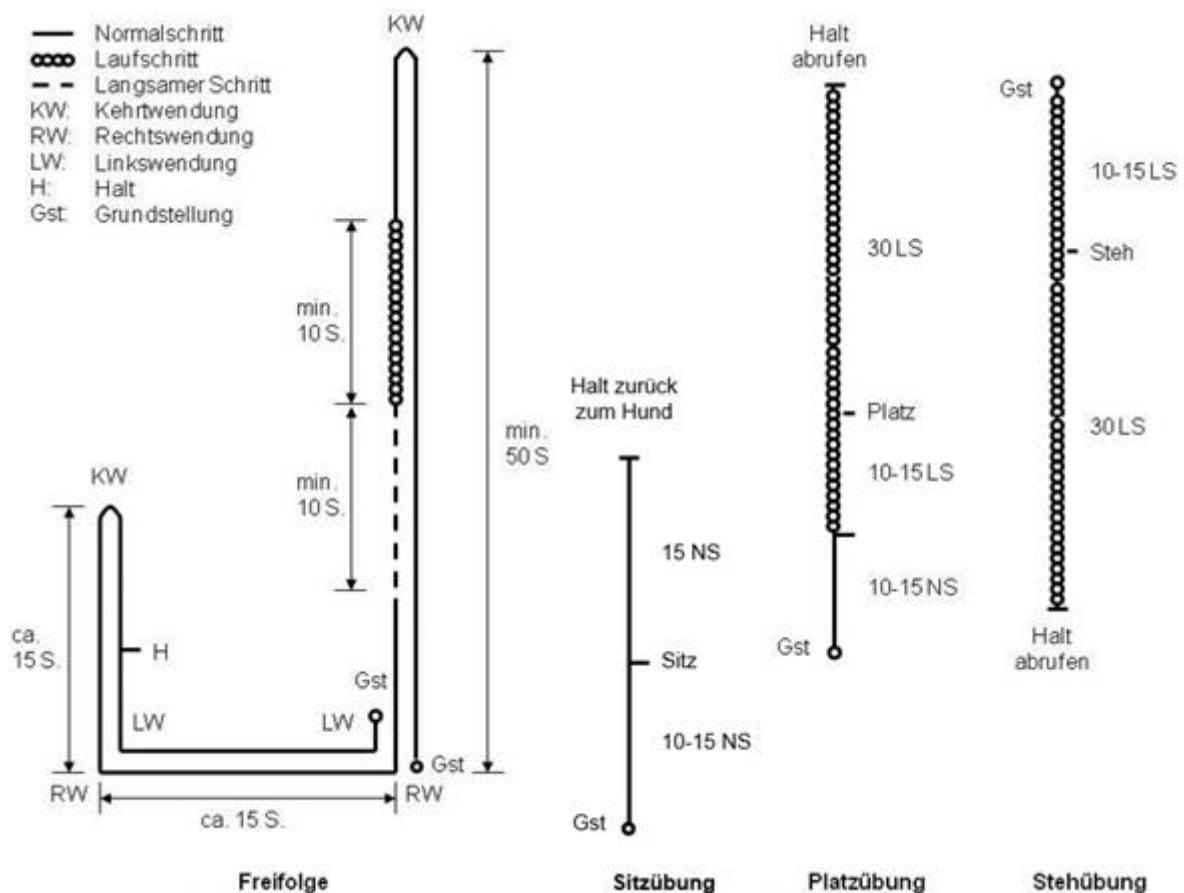 Normalschritt
Laufschritt
Langsamer Schritt
KW: Kehrtwendung
RW: Rechtswendung
LW: Linkswendung
H: Halt
Gst: Grundstellung
KW
min.
10 S.
min.
10 S.
min.
50 S
KW
ca.
15 S.
H
LW
Gst
LW
Gst
RW
RW
ca. 15 S.
Freifolge
Halt zurück
zum Hund
15 NS
Sitz
10-15 NS
Gst
Sitzübung
Halt
abrufen
30 LS
Platz
10-15 LS
10-15 NS
Gst
Platzübung
Gst
10-15 LS
Steh
30 LS
Halt
abrufen
Stehübung